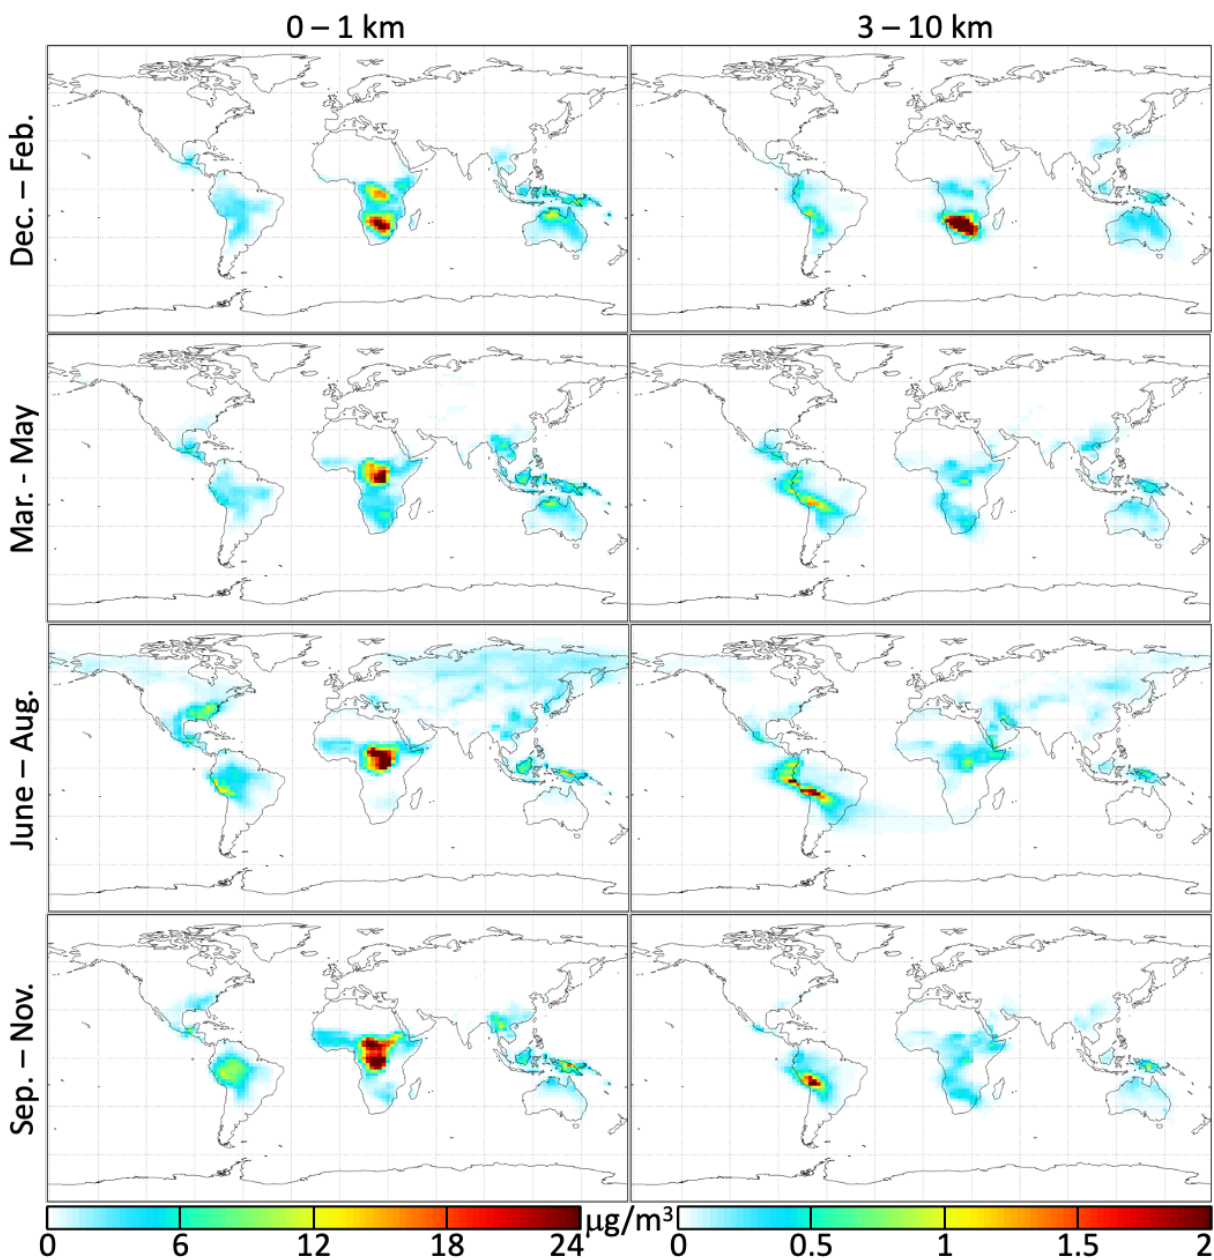 0 – 1 km
3 – 10 km
Dec. – Feb.
Mar. - May
June – Aug.
Sep. – Nov.
0 6 12 18 24 μg/m³ 0 0.5 1 1.5 2